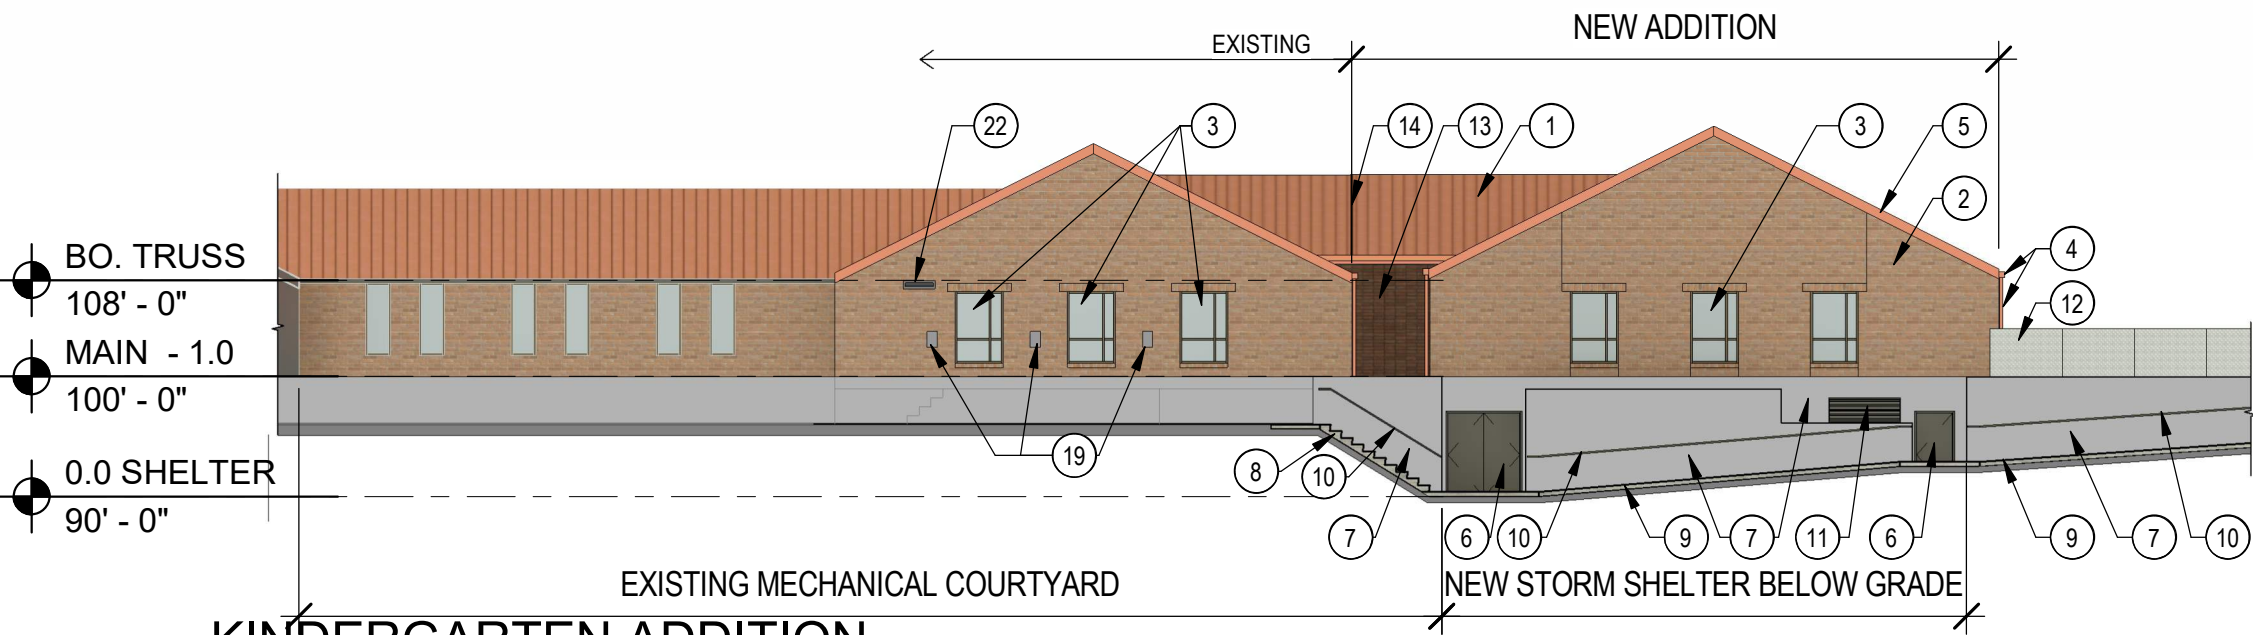 NEW ADDITION
EXISTING
22
3
14
13
1
3
5
2
4
12
BO. TRUSS
108' - 0"
MAIN - 1.0
100' - 0"
0.0 SHELTER
90' - 0"
19
8
10
7
6
10
9
7
11
6
9
7
10
EXISTING MECHANICAL COURTYARD
NEW STORM SHELTER BELOW GRADE
KINDERGARTEN ADDITION